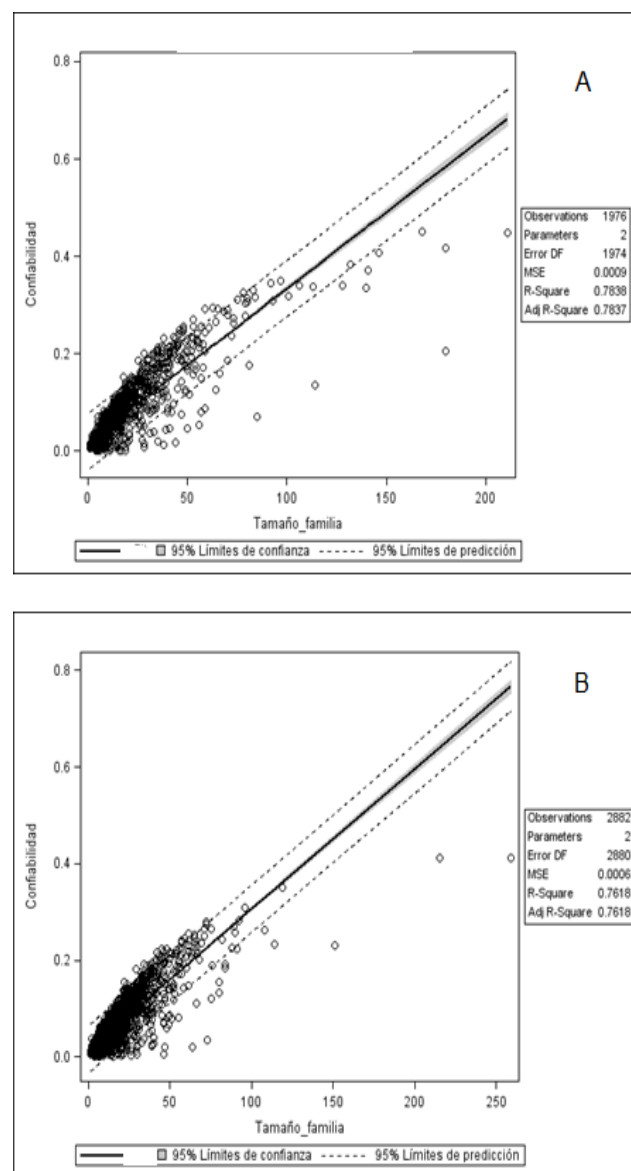 A
0.8
0.6
0.4
0.2
0.0
Confiabilidad
0 50 100 150 200
Tamaño_familia
Observations 1976
Parameters 2
Error DF 1974
MSE 0.0009
R-Square 0.7838
Adj R-Square 0.7837
95% Límites de confianza 95% Límites de predicción
B
0.8
0.6
0.4
0.2
0.0
Confiabilidad
0 50 100 150 200 250
Tamaño_familia
Observations 2882
Parameters 2
Error DF 2880
MSE 0.0006
R-Square 0.7618
Adj R-Square 0.7618
95% Límites de confianza 95% Límites de predicción